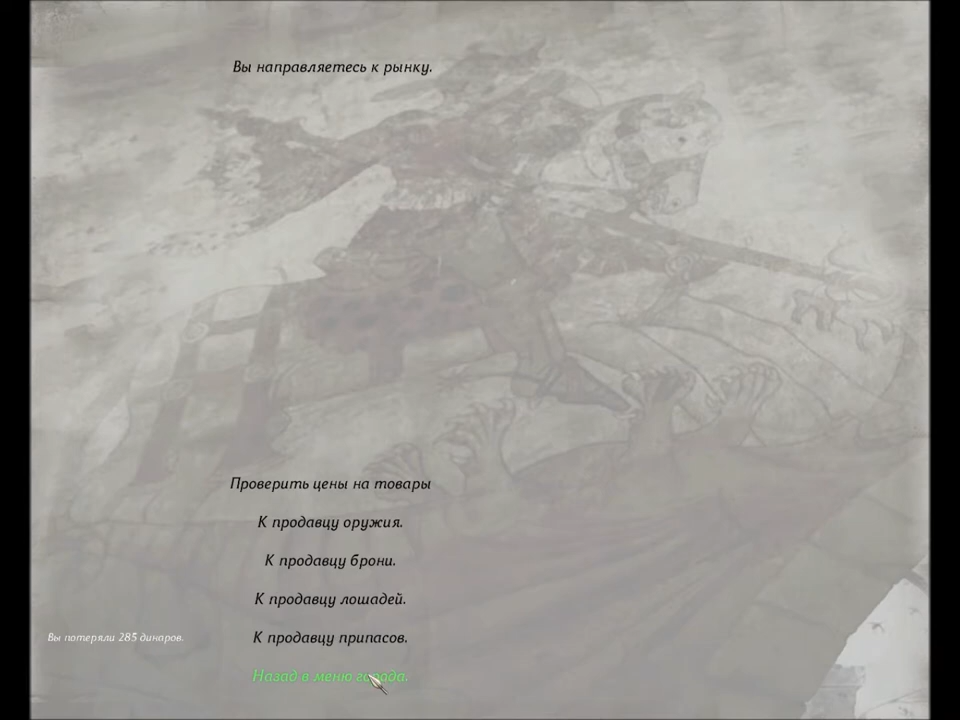 Вы направляетесь к рынку.
Проверить цены на товары
К продавцу оружия.
К продавцу брони.
К продавцу лошадей.
К продавцу припасов.
Вы потеряли 285 динаров.
Назад в меню города.